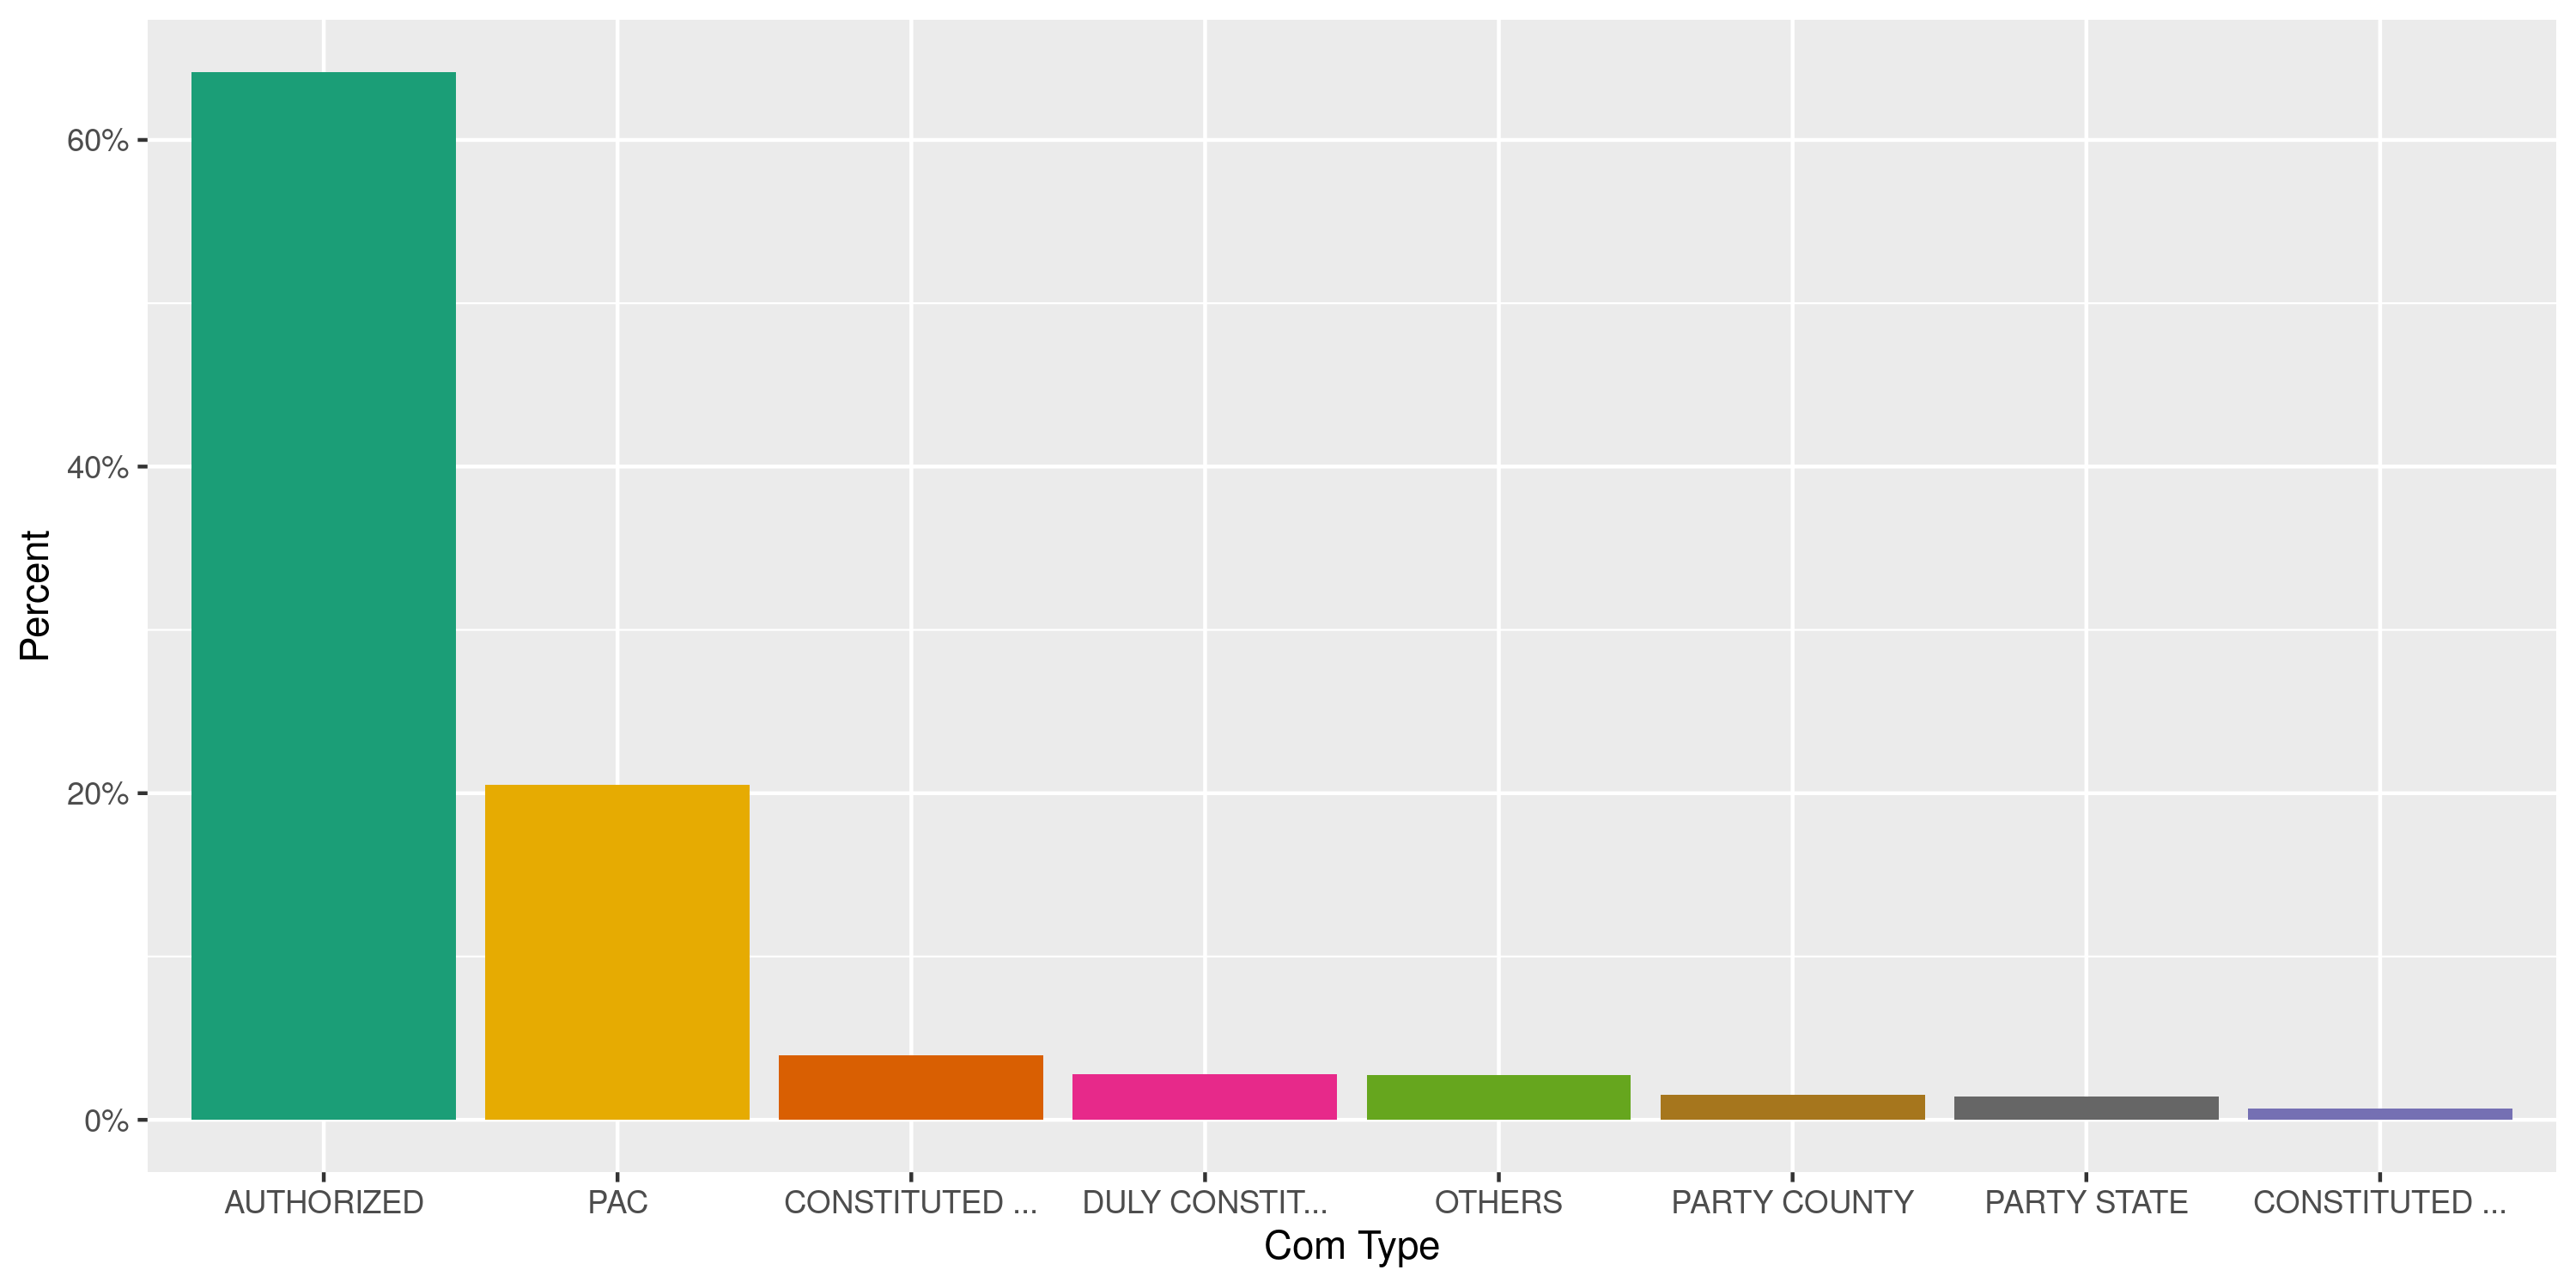 Percent
60%
40%
20%
0%
AUTHORIZED
PAC
CONSTITUTED ...
DULY CONSTIT...
OTHERS
PARTY COUNTY
PARTY STATE
CONSTITUTED ...
Com Type